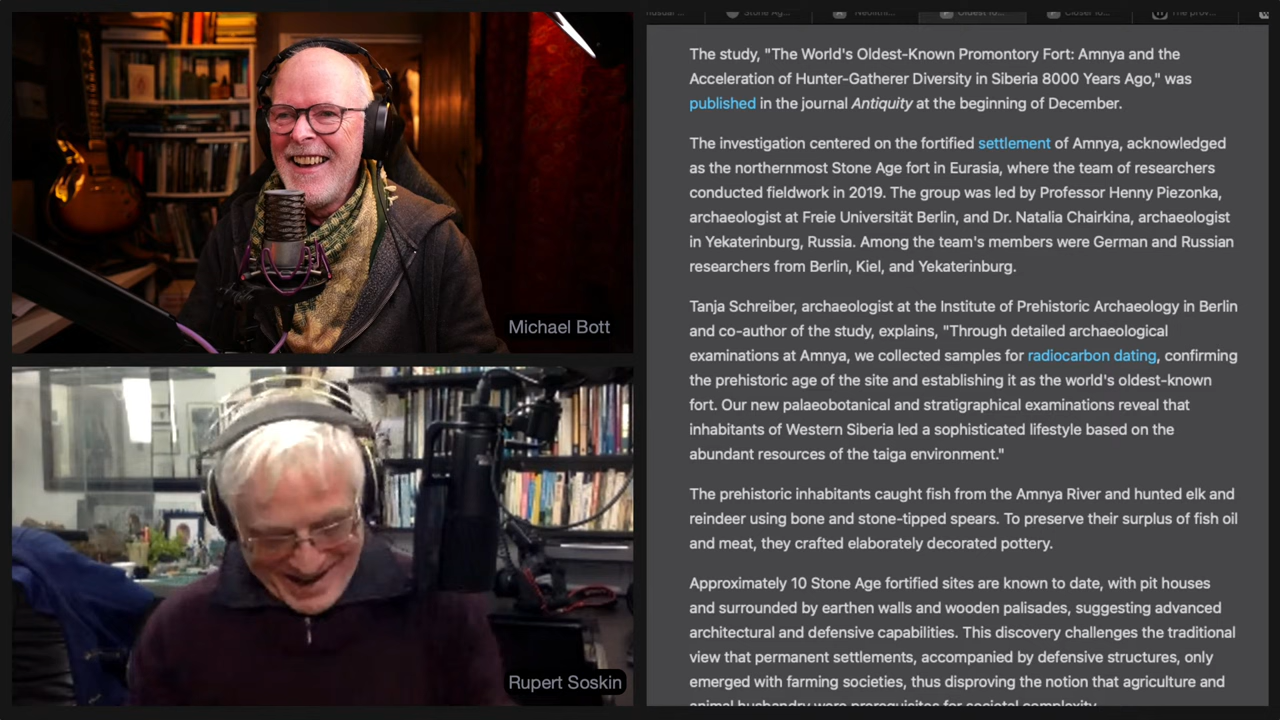 Stone Ag...
Neolith...
Oldest fo...
Closer to...
The prov...
The study, "The World's Oldest-Known Promontory Fort: Amnya and the
Acceleration of Hunter-Gatherer Diversity in Siberia 8000 Years Ago," was
published in the journal Antiquity at the beginning of December.
The investigation centered on the fortified settlement of Amnya, acknowledged
as the northernmost Stone Age fort in Eurasia, where the team of researchers
conducted fieldwork in 2019. The group was led by Professor Henny Piezonka,
archaeologist at Freie Universität Berlin, and Dr. Natalia Chairkina, archaeologist
in Yekaterinburg, Russia. Among the team's members were German and Russian
researchers from Berlin, Kiel, and Yekaterinburg.
Tanja Schreiber, archaeologist at the Institute of Prehistoric Archaeology in Berlin
and co-author of the study, explains, "Through detailed archaeological
examinations at Amnya, we collected samples for radiocarbon dating, confirming
the prehistoric age of the site and establishing it as the world's oldest-known
fort. Our new palaeobotanical and stratigraphical examinations reveal that
inhabitants of Western Siberia led a sophisticated lifestyle based on the
abundant resources of the taiga environment."
The prehistoric inhabitants caught fish from the Amnya River and hunted elk and
reindeer using bone and stone-tipped spears. To preserve their surplus of fish oil
and meat, they crafted elaborately decorated pottery.
Approximately 10 Stone Age fortified sites are known to date, with pit houses
and surrounded by earthen walls and wooden palisades, suggesting advanced
architectural and defensive capabilities. This discovery challenges the traditional
view that permanent settlements, accompanied by defensive structures, only
emerged with farming societies, thus disproving the notion that agriculture and
animal husbandry were prerequisites for societal complexity.
Michael Bott
Rupert Soskin